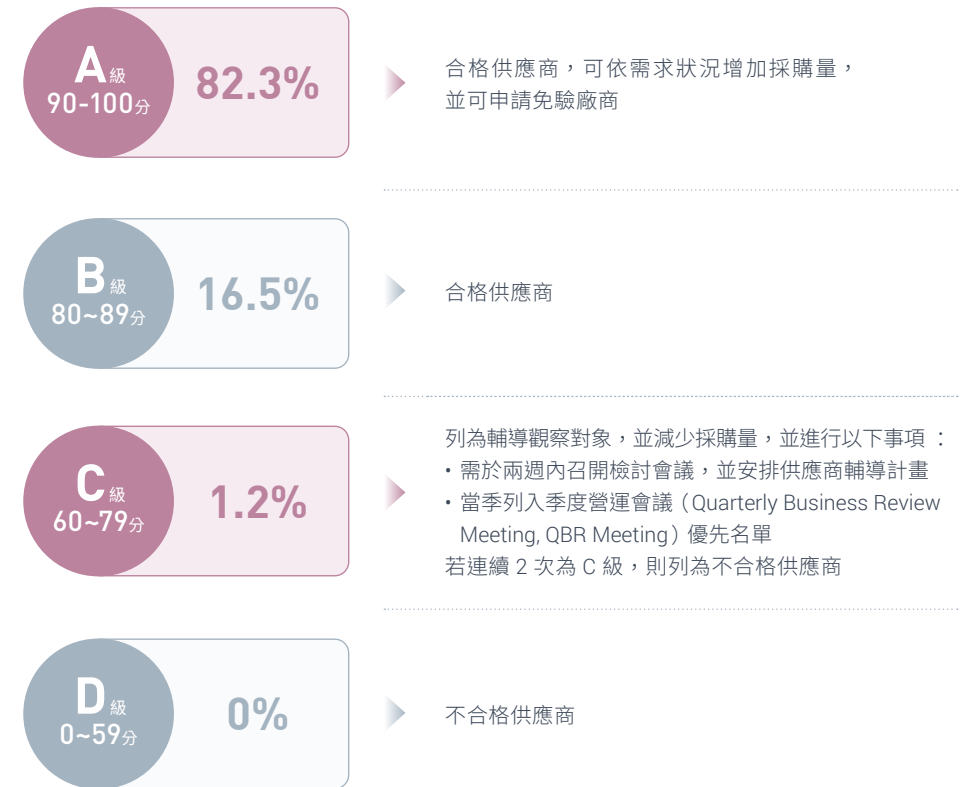 A級
90-100分
82.3%
合格供應商，可依需求狀況增加採購量，
並可申請免驗廠商
B級
80~89分
16.5%
合格供應商
C級
60~79分
1.2%
列為輔導觀察對象，並減少採購量，並進行以下事項：
• 需於兩週內召開檢討會議，並安排供應商輔導計畫
• 當季列入季度營運會議（Quarterly Business Review
Meeting, QBR Meeting）優先名單
若連續 2 次為 C 級，則列為不合格供應商
D級
0~59分
0%
不合格供應商